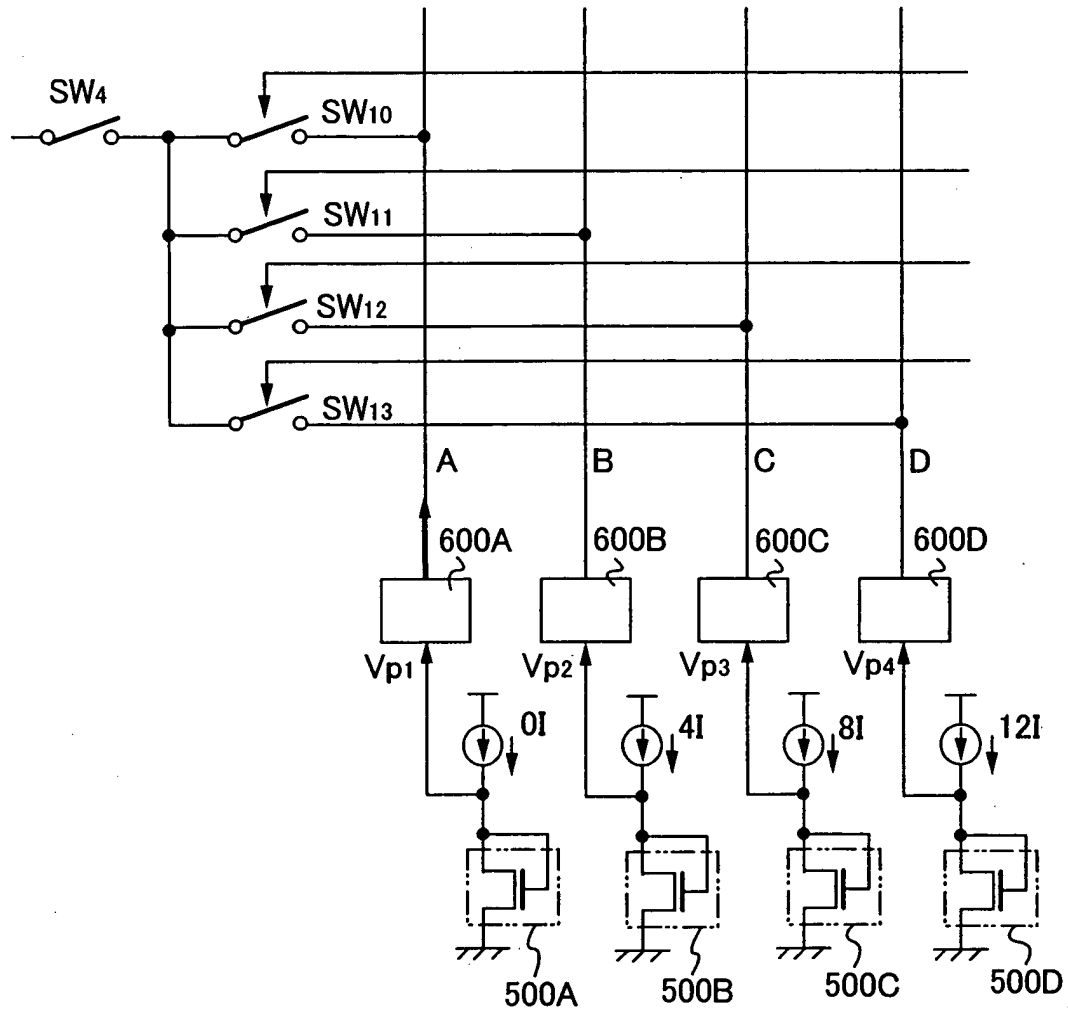 SW4
SW10
SW11
SW12
SW13
A B C D
600A 600B 600C 600D
Vp1 Vp2 Vp3 Vp4
0I 4I 8I 12I
500A 500B 500C 500D